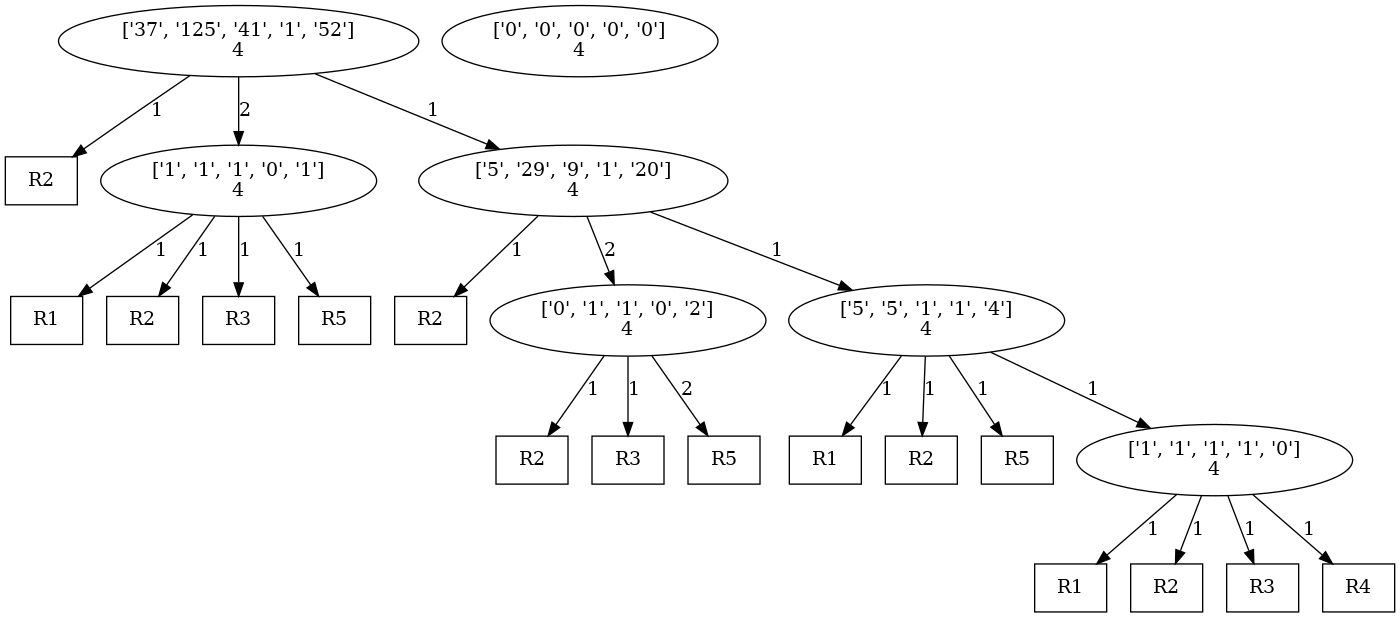 ['37', '125', '41', '1', '52']
4
['0', '0', '0', '0', '0']
4
1
2
1
R2
['1', '1', '1', '0', '1']
4
['5', '29', '9', '1', '20']
4
1
1
1
1
1
2
1
R1
R2
R3
R5
R2
['0', '1', '1', '0', '2']
4
['5', '5', '1', '1', '4']
4
1
1
2
1
1
1
1
R2
R3
R5
R1
R2
R5
['1', '1', '1', '1', '0']
4
1
1
1
1
R1
R2
R3
R4